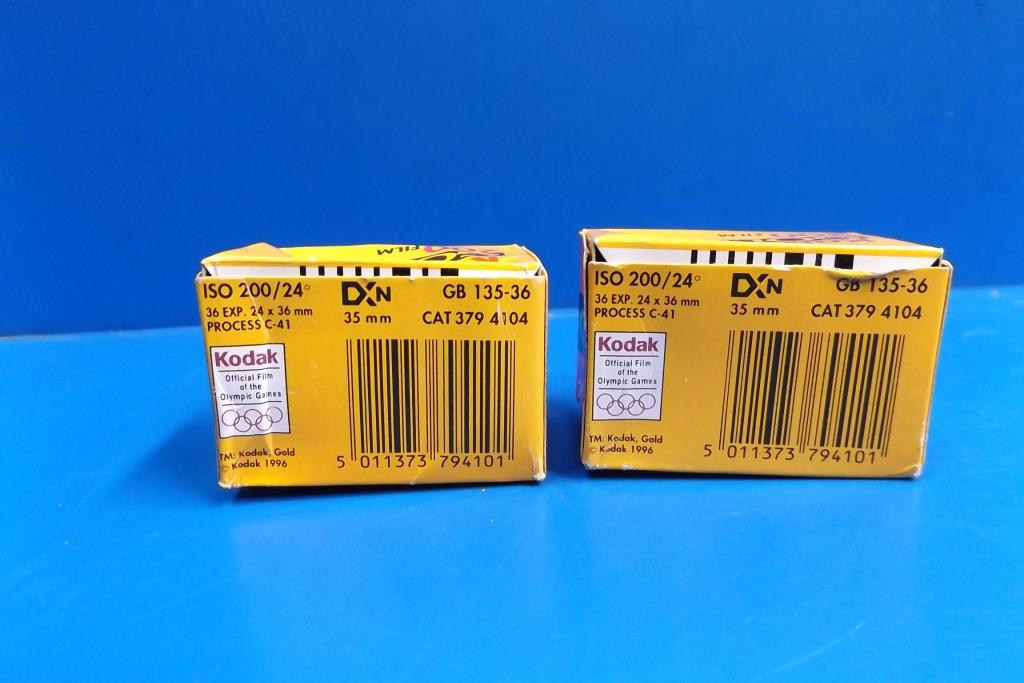 FILM
ISO 200/24°
DXN
GB 135-36
36 EXP. 24 x 36 mm
35 mm
CAT 379 4104
PROCESS C-41
Kodak
Official Film
of the
Olympic Games
TM: Kodak, Gold
© Kodak 1996
5 011373 794101
FILM
ISO 200/24°
DXN
GB 135-36
36 EXP. 24 x 36 mm
35 mm
CAT 379 4104
PROCESS C-41
Kodak
Official Film
of the
Olympic Games
TM: Kodak, Gold
© Kodak 1996
5 011373 794101